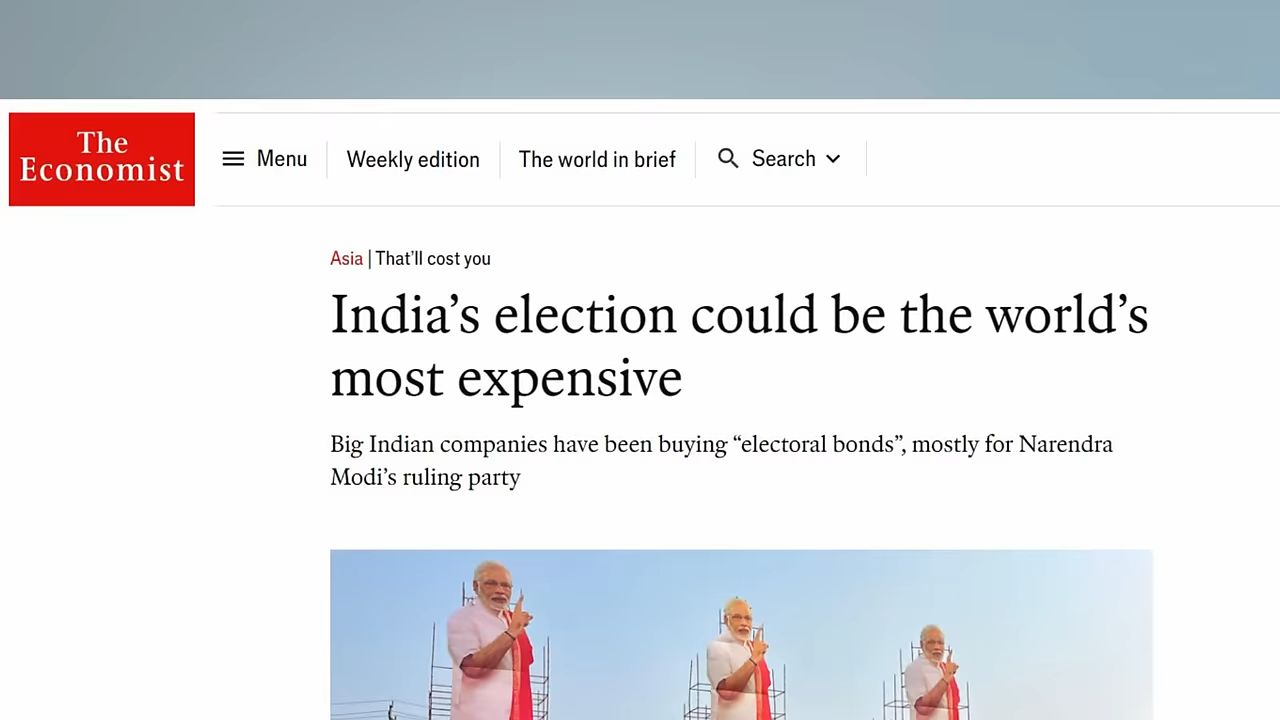 The
Economist
Menu
Weekly edition
The world in brief
Search
Asia | That’ll cost you
India’s election could be the world’s
most expensive
Big Indian companies have been buying “electoral bonds”, mostly for Narendra
Modi’s ruling party